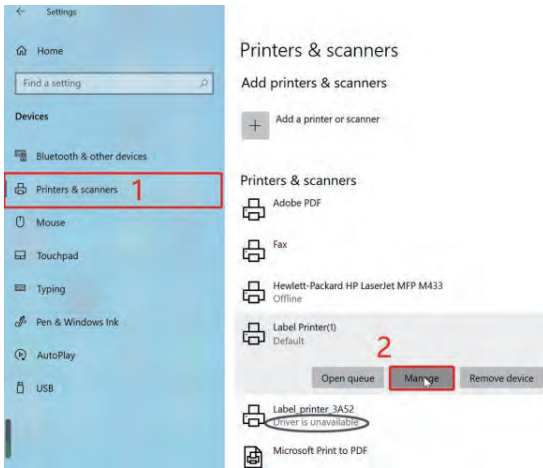 ← Settings
Home
Find a setting
Devices
Bluetooth & other devices
Printers & scanners 1
Mouse
Touchpad
Typing
Pen & Windows Ink
AutoPlay
USB
Printers & scanners
Add printers & scanners
+ Add a printer or scanner
Printers & scanners
Adobe PDF
Fax
Hewlett-Packard HP LaserJet MFP M433
Offline
Label Printer(1)
Default
2
Open queue Manage Remove device
Label_printer_3A52
Driver is unavailable
Microsoft Print to PDF